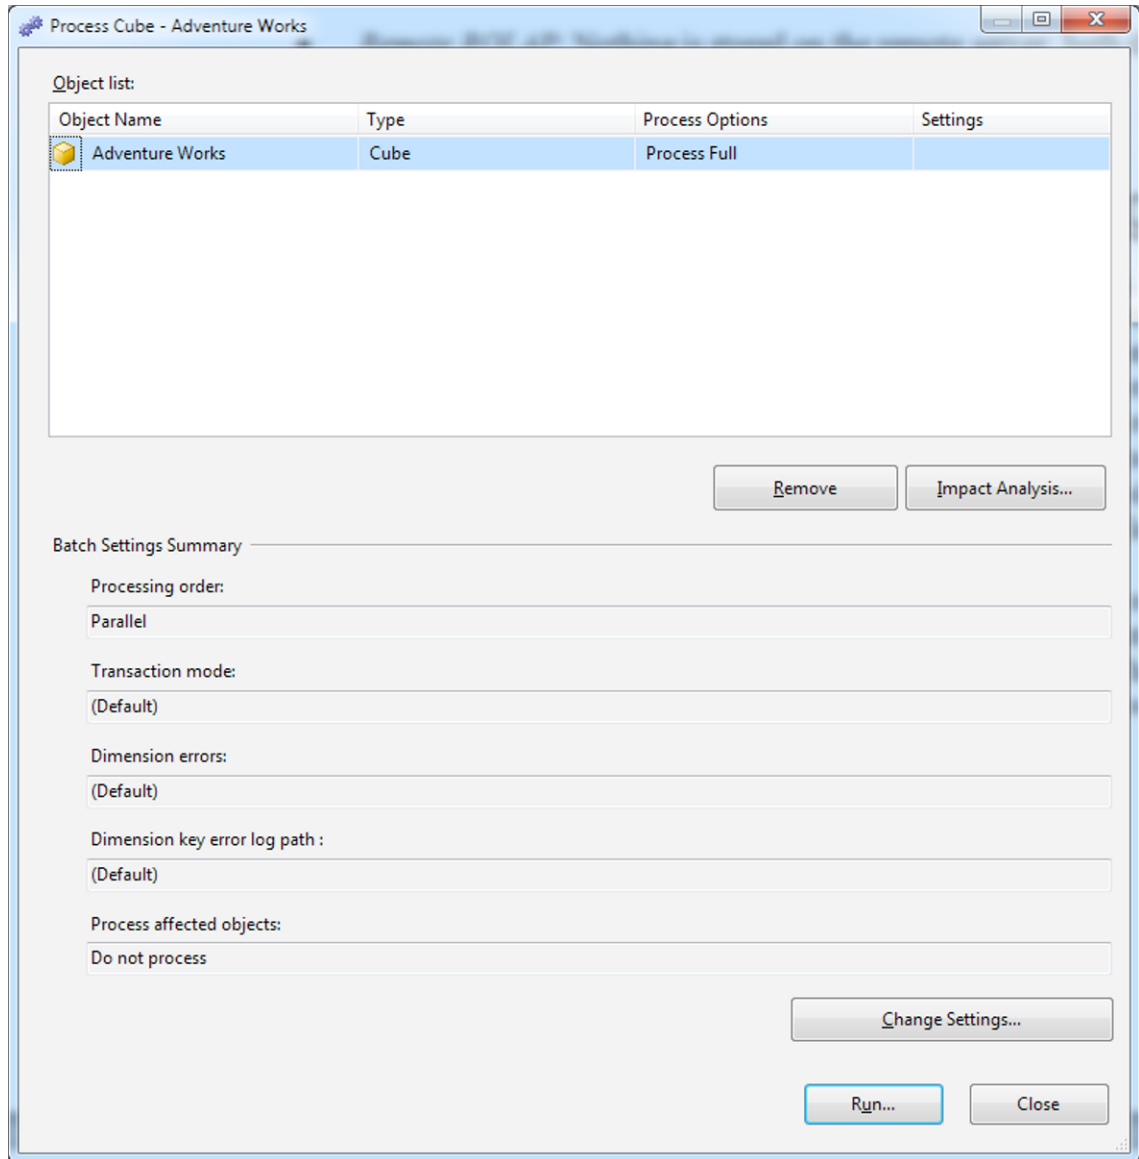 Process Cube - Adventure Works
Object list:
Object Name Type Process Options Settings
Adventure Works Cube Process Full
Remove Impact Analysis...
Batch Settings Summary
Processing order:
Parallel
Transaction mode:
(Default)
Dimension errors:
(Default)
Dimension key error log path :
(Default)
Process affected objects:
Do not process
Change Settings...
Run... Close